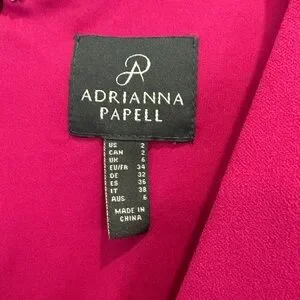 ADRIANNA
PAPELL
US 2
CAN 2
UK 6
EU/FR 34
DE 32
ES 36
IT 38
AUS 6
MADE IN
CHINA